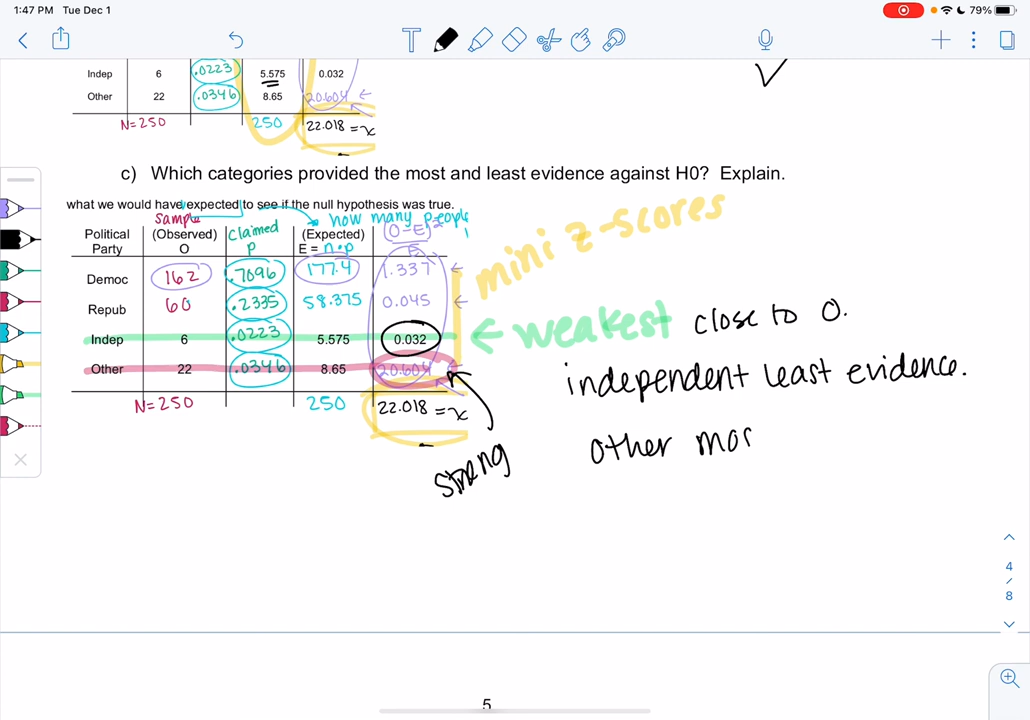 1:47 PM Tue Dec 1
79%
Indep 6 .0223 5.575 0.032
Other 22 .0346 8.65 20.604
N=250 250 22.018 = x
c) Which categories provided the most and least evidence against H0? Explain.
what we would have expected to see if the null hypothesis was true.
sample how many people
Political Party (Observed) O Claimed P (Expected) E = n·p (O-E)² E
mini z-scores
Democ 162 .7096 177.4 1.337
Repub 60 .2335 58.375 0.045
Indep 6 .0223 5.575 0.032
weakest close to 0.
Other 22 .0346 8.65 20.604
independent least evidence.
N=250 250 22.018 = x
strong
other mos
4
/
8
5